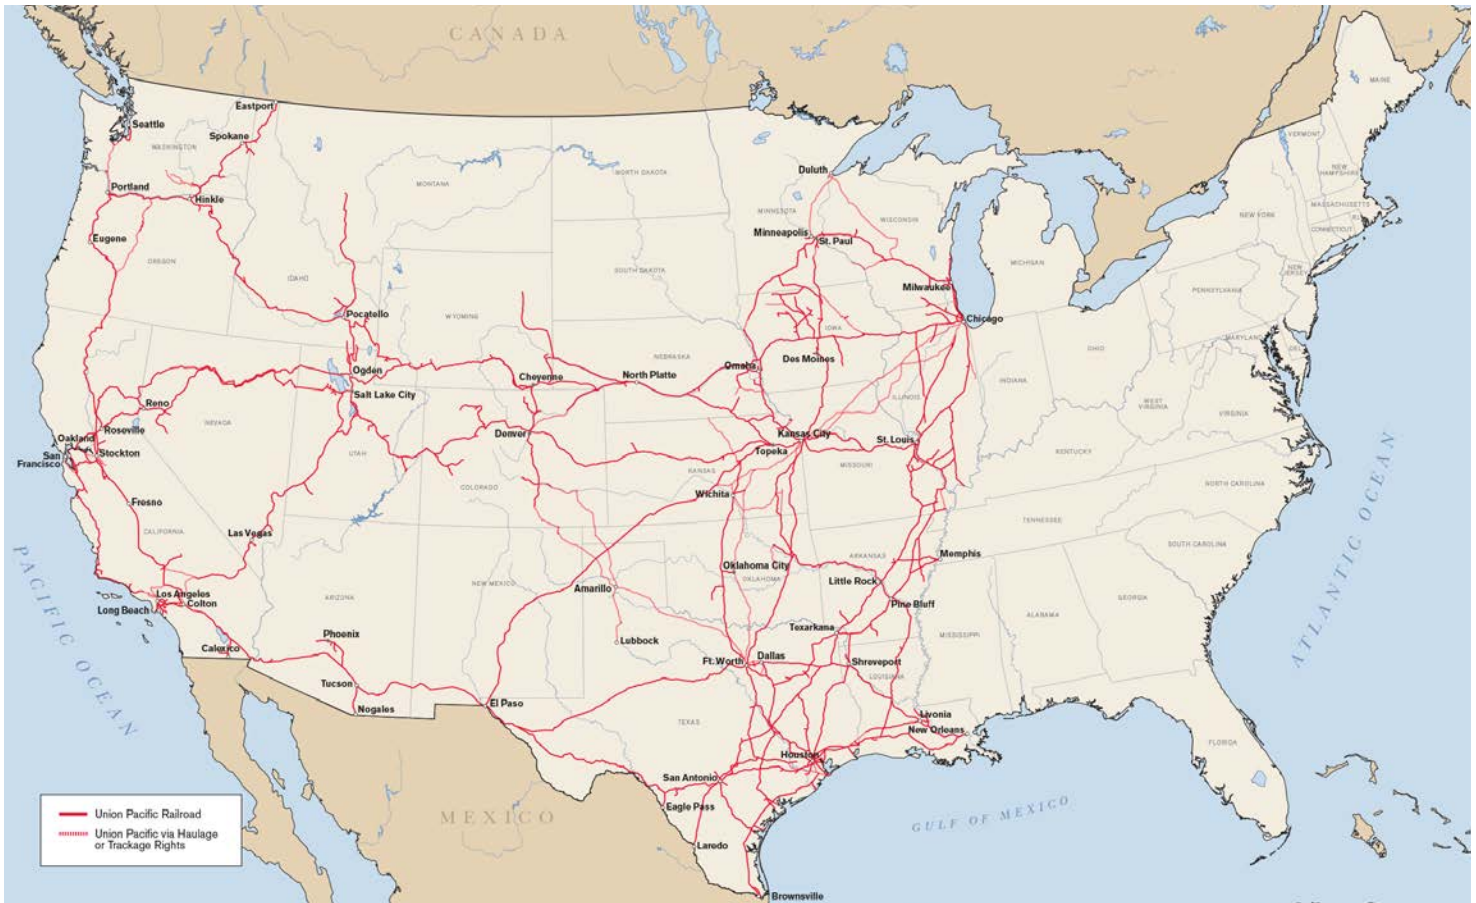 CANADA
Eastport
Seattle
Spokane
WASHINGTON
MAINE
VERMONT
NEW
HAMPSHIRE
Duluth
MONTANA
NORTH DAKOTA
Portland
Hinkle
MINNESOTA
WISCONSIN
NEW YORK
MASSACHUSETTS
R.I.
CONNECTICUT
Minneapolis
St. Paul
Eugene
OREGON
IDAHO
SOUTH DAKOTA
MICHIGAN
NEW
JERSEY
PENNSYLVANIA
Milwaukee
Pocatello
WYOMING
Chicago
IOWA
MARYLAND
DEL.
OHIO
NEBRASKA
Des Moines
Omaha
Ogden
Cheyenne
North Platte
INDIANA
Salt Lake City
ILLINOIS
WEST
VIRGINIA
VIRGINIA
Reno
NEVADA
Roseville
Oakland
San
Francisco
Stockton
Denver
Kansas City
St. Louis
Topeka
UTAH
KENTUCKY
MISSOURI
KANSAS
COLORADO
Wichita
NORTH CAROLINA
Fresno
CALIFORNIA
Las Vegas
TENNESSEE
SOUTH CAROLINA
ATLANTIC OCEAN
PACIFIC OCEAN
ARKANSAS
Memphis
Oklahoma City
OKLAHOMA
Little Rock
NEW MEXICO
Amarillo
Los Angeles
Colton
Long Beach
ARIZONA
GEORGIA
Pine Bluff
ALABAMA
MISSISSIPPI
Texarkana
Phoenix
Lubbock
Calexico
Ft. Worth
Dallas
Shreveport
LOUISIANA
Tucson
Nogales
El Paso
TEXAS
Livonia
New Orleans
FLORIDA
Houston
San Antonio
Eagle Pass
GULF OF MEXICO
MEXICO
Laredo
Brownsville
Union Pacific Railroad
Union Pacific via Haulage
or Trackage Rights